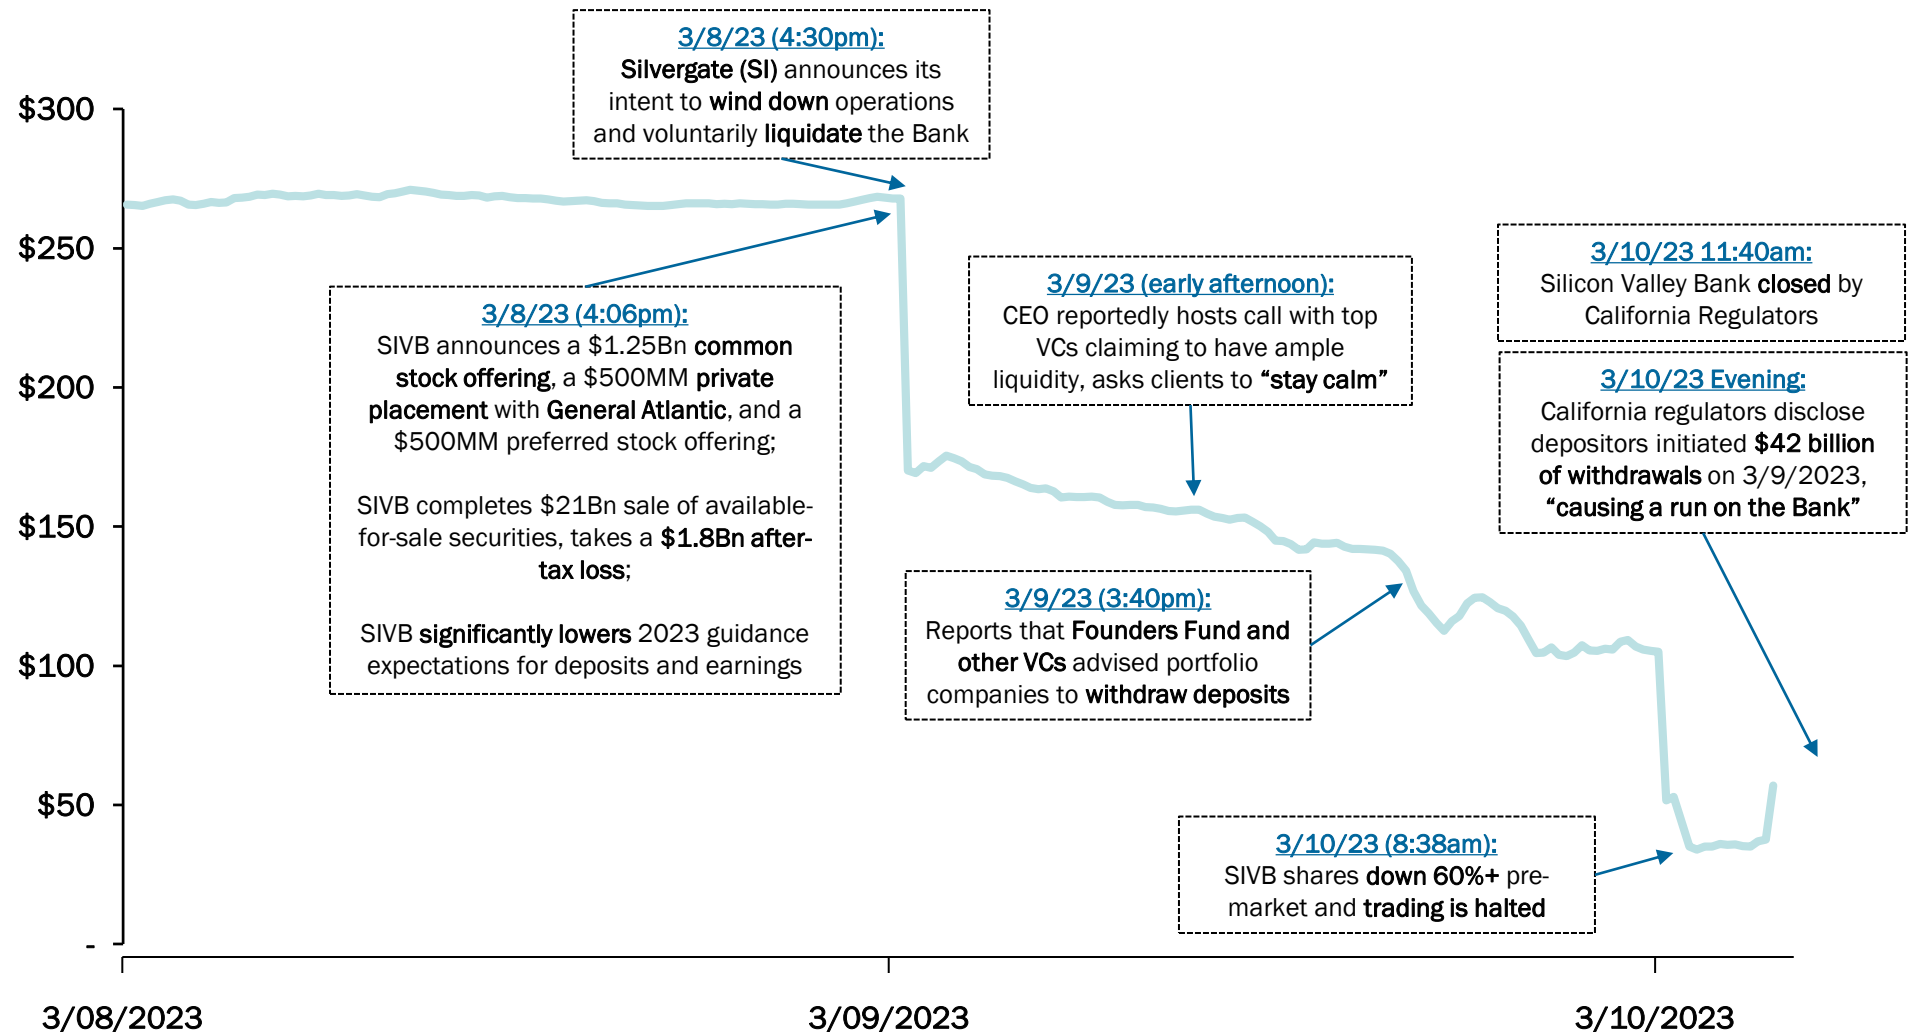 3/8/23 (4:30pm):
Silvergate (SI) announces its
intent to wind down operations
and voluntarily liquidate the Bank
$300
$250
$200
$150
$100
$50
-
3/8/23 (4:06pm):
SIVB announces a $1.25Bn common
stock offering, a $500MM private
placement with General Atlantic, and a
$500MM preferred stock offering;
SIVB completes $21Bn sale of available-
for-sale securities, takes a $1.8Bn after-
tax loss;
SIVB significantly lowers 2023 guidance
expectations for deposits and earnings
3/9/23 (early afternoon):
CEO reportedly hosts call with top
VCs claiming to have ample
liquidity, asks clients to “stay calm”
3/9/23 (3:40pm):
Reports that Founders Fund and
other VCs advised portfolio
companies to withdraw deposits
3/10/23 11:40am:
Silicon Valley Bank closed by
California Regulators
3/10/23 Evening:
California regulators disclose
depositors initiated $42 billion
of withdrawals on 3/9/2023,
“causing a run on the Bank”
3/10/23 (8:38am):
SIVB shares down 60%+ pre-
market and trading is halted
3/08/2023
3/09/2023
3/10/2023